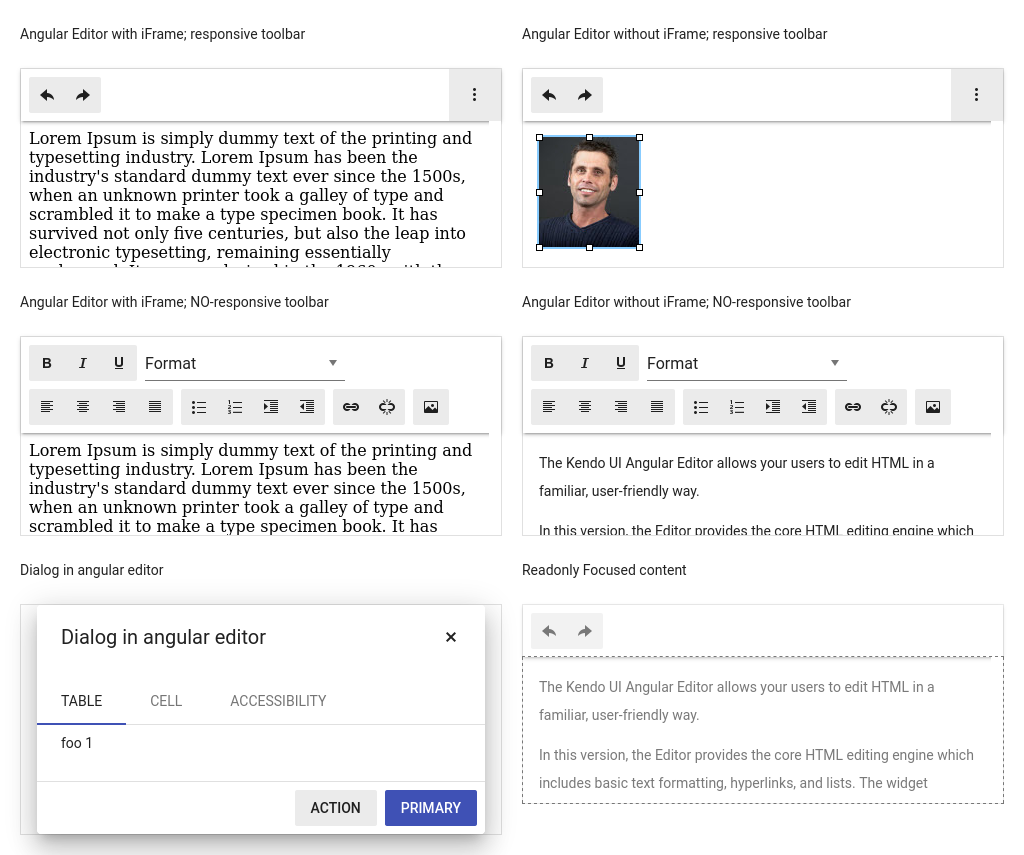 Angular Editor with iFrame; responsive toolbar
Lorem Ipsum is simply dummy text of the printing and
typesetting industry. Lorem Ipsum has been the
industry's standard dummy text ever since the 1500s,
when an unknown printer took a galley of type and
scrambled it to make a type specimen book. It has
survived not only five centuries, but also the leap into
electronic typesetting, remaining essentially
Angular Editor without iFrame; responsive toolbar
Angular Editor with iFrame; NO-responsive toolbar
B I U Format
Lorem Ipsum is simply dummy text of the printing and
typesetting industry. Lorem Ipsum has been the
industry's standard dummy text ever since the 1500s,
when an unknown printer took a galley of type and
scrambled it to make a type specimen book. It has
Angular Editor without iFrame; NO-responsive toolbar
B I U Format
The Kendo UI Angular Editor allows your users to edit HTML in a
familiar, user-friendly way.
In this version, the Editor provides the core HTML editing engine which
Dialog in angular editor
Dialog in angular editor
TABLE CELL ACCESSIBILITY
foo 1
ACTION PRIMARY
Readonly Focused content
The Kendo UI Angular Editor allows your users to edit HTML in a
familiar, user-friendly way.
In this version, the Editor provides the core HTML editing engine which
includes basic text formatting, hyperlinks, and lists. The widget